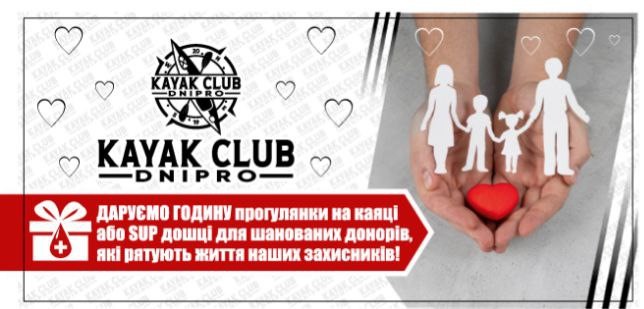 KAYAK CLUB
DNIPRO
KAYAK CLUB
DNIPRO
ДАРУЄМО ГОДИНУ прогулянки на каяці
або SUP дошці для шанованих донорів,
які рятують життя наших захисників!